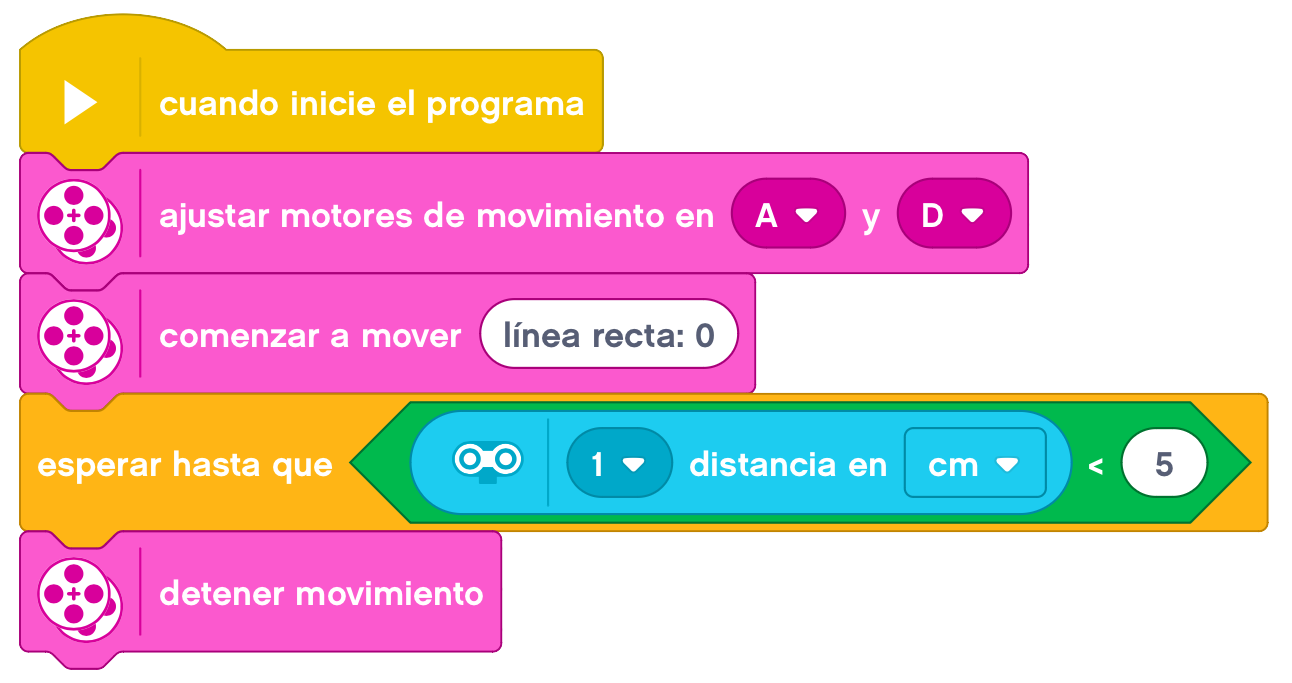 cuando inicie el programa
ajustar motores de movimiento en A y D
comenzar a mover línea recta: 0
esperar hasta que 1 distancia en cm < 5
detener movimiento